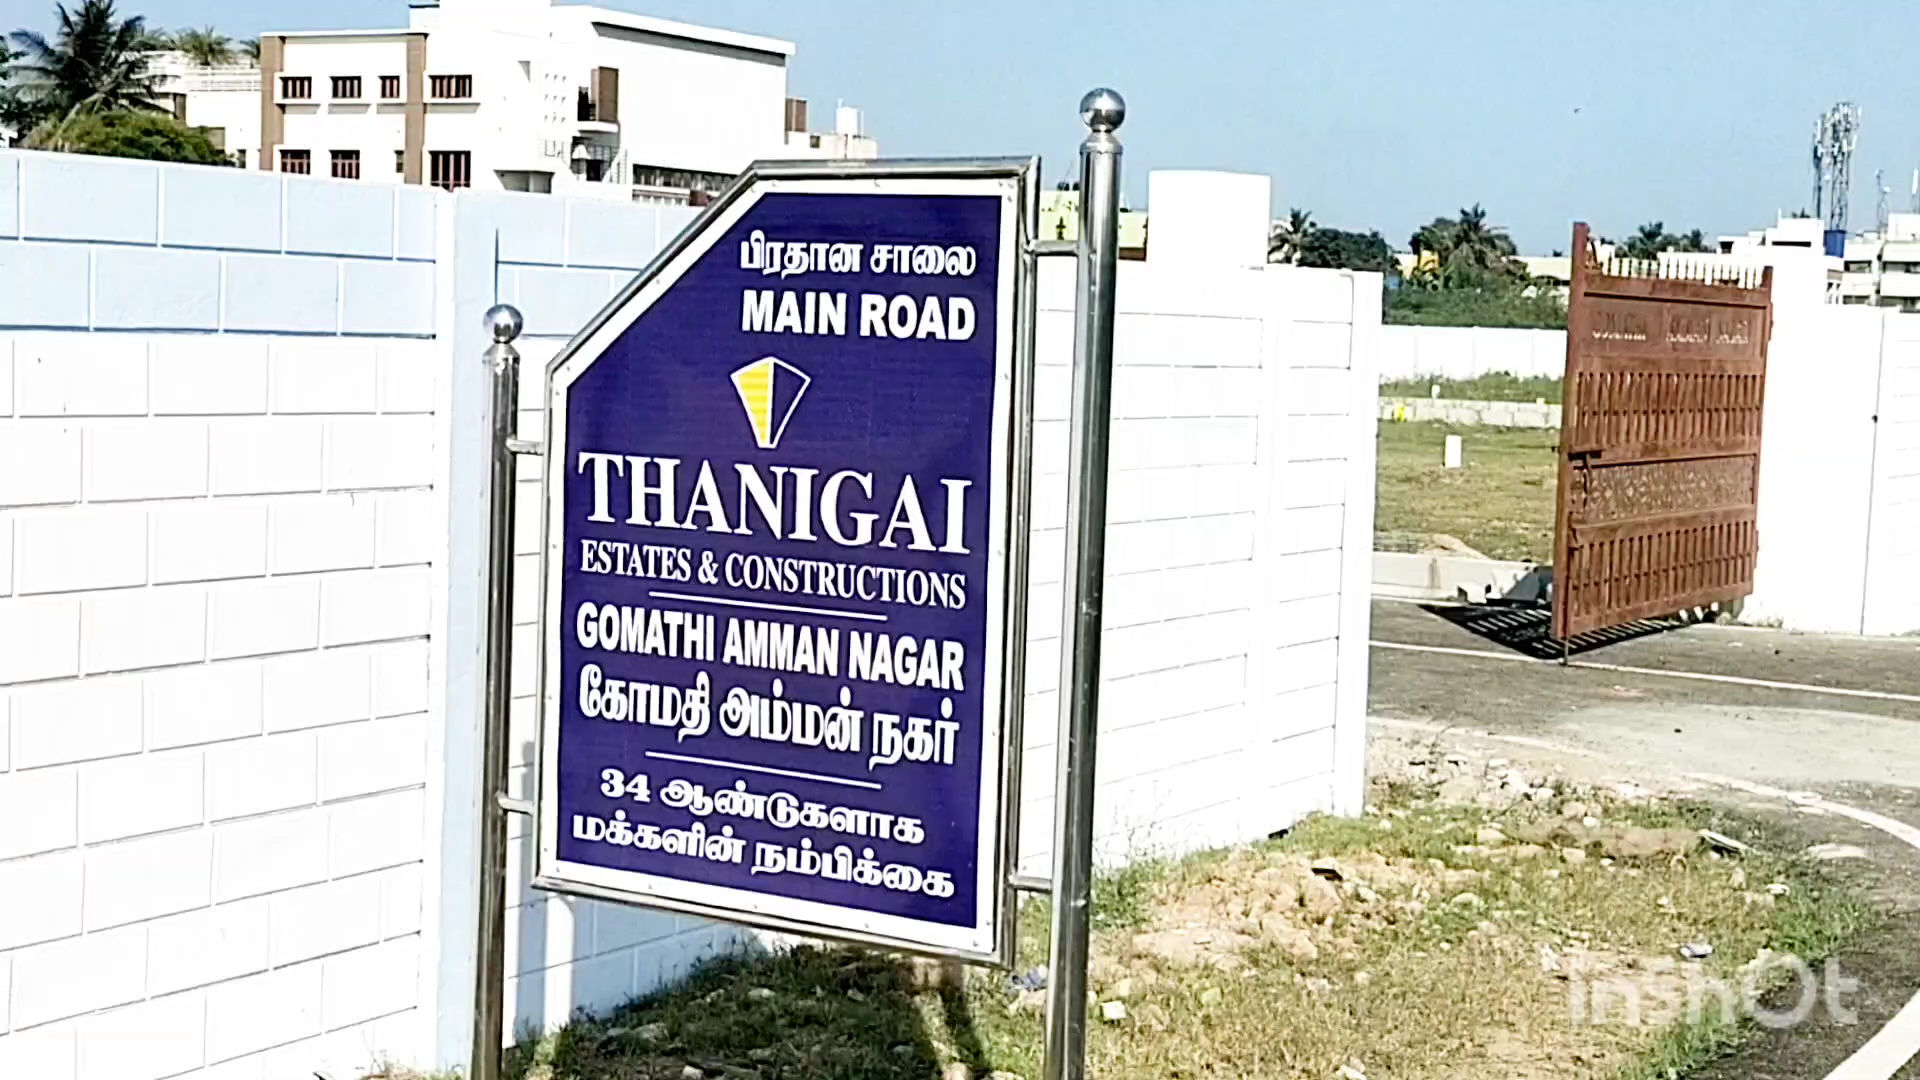 பிரதான சாலை
MAIN ROAD
THANIGAI
ESTATES & CONSTRUCTIONS
GOMATHI AMMAN NAGAR
கோமதி அம்மன் நகர்
34 ஆண்டுகளாக
மக்களின் நம்பிக்கை
InshOt